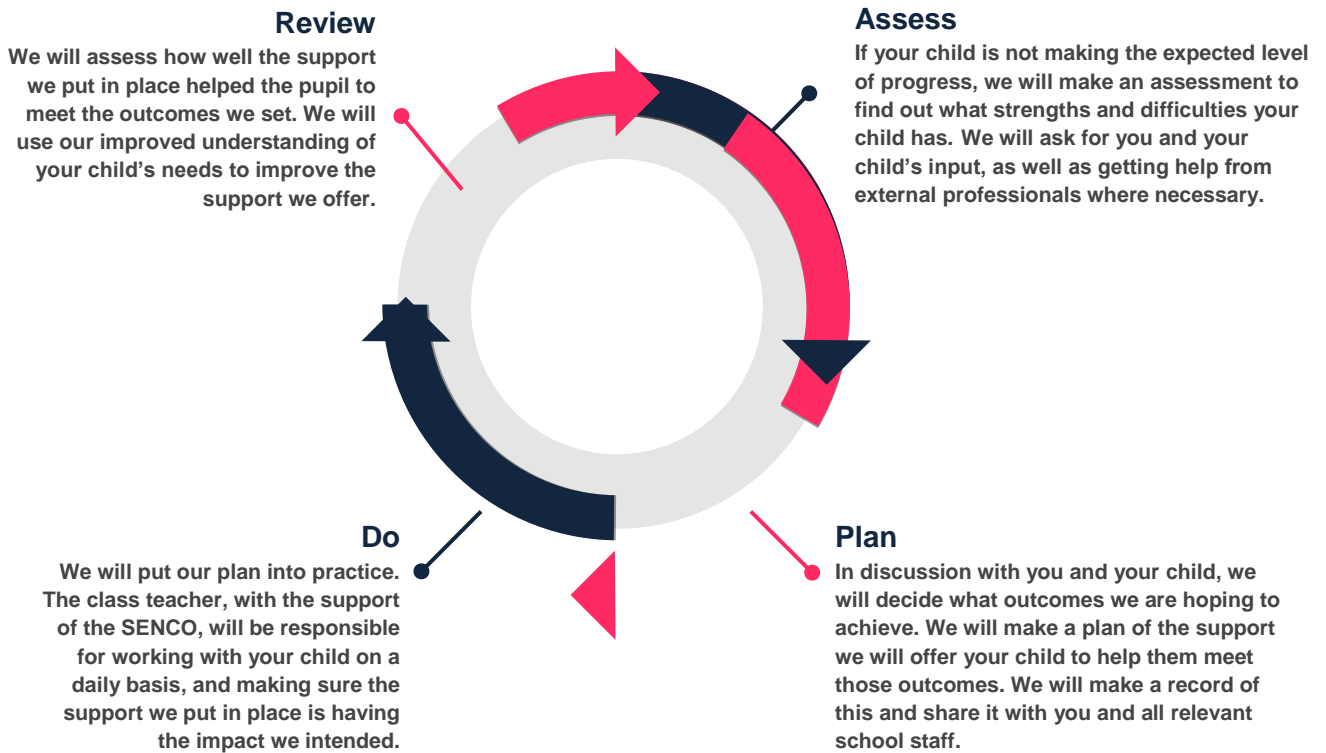 Review
We will assess how well the support
we put in place helped the pupil to
meet the outcomes we set. We will
use our improved understanding of
your child’s needs to improve the
support we offer.
Assess
If your child is not making the expected level
of progress, we will make an assessment to
find out what strengths and difficulties your
child has. We will ask for you and your
child’s input, as well as getting help from
external professionals where necessary.
Do
We will put our plan into practice.
The class teacher, with the support
of the SENCO, will be responsible
for working with your child on a
daily basis, and making sure the
support we put in place is having
the impact we intended.
Plan
In discussion with you and your child, we
will decide what outcomes we are hoping to
achieve. We will make a plan of the support
we will offer your child to help them meet
those outcomes. We will make a record of
this and share it with you and all relevant
school staff.